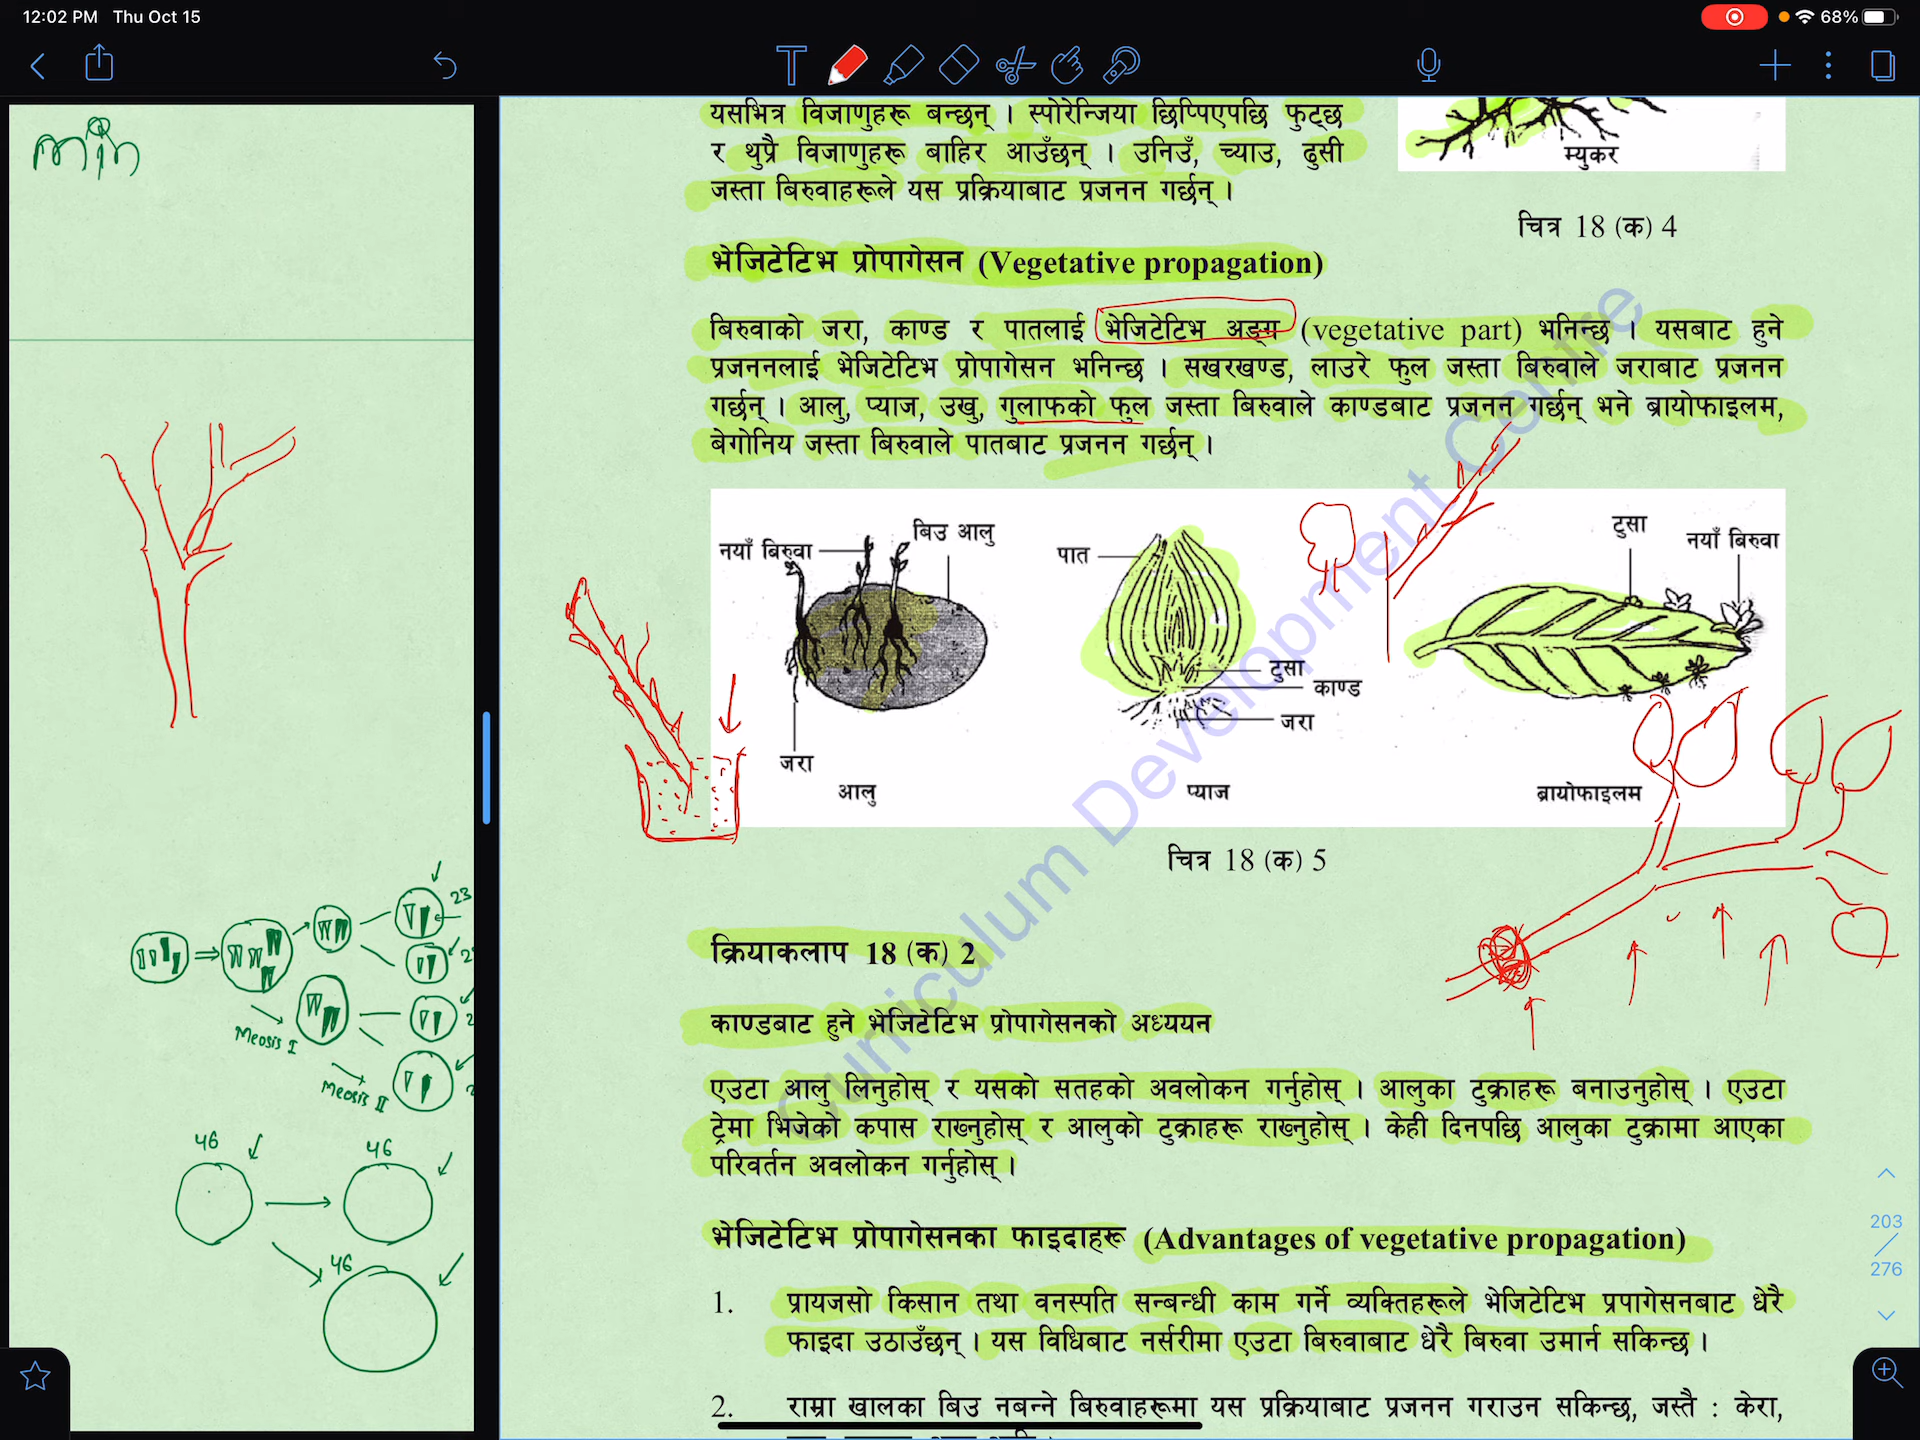 12:02 PM Thu Oct 15
68%
min
Meosis I
Meosis II
23
46
46
46
यसभित्र विजाणुहरू बन्छन् । स्पोरेन्जिया छिप्पिएपछि फुट्छ
र थुप्रै विजाणुहरू बाहिर आउँछन् । उनिउँ, च्याउ, ढुसी
जस्ता बिरुवाहरूले यस प्रक्रियाबाट प्रजनन गर्छन् ।
म्युकर
चित्र 18 (क) 4
भेजिटेटिभ प्रोपागेसन (Vegetative propagation)
बिरुवाको जरा, काण्ड र पातलाई भेजिटेटिभ अङ्ग (vegetative part) भनिन्छ । यसबाट हुने
प्रजननलाई भेजिटेटिभ प्रोपागेसन भनिन्छ । सखरखण्ड, लाउरे फुल जस्ता बिरुवाले जराबाट प्रजनन
गर्छन् । आलु, प्याज, उखु, गुलाफको फुल जस्ता बिरुवाले काण्डबाट प्रजनन गर्छन् भने ब्रायोफाइलम,
बेगोनिय जस्ता बिरुवाले पातबाट प्रजनन गर्छन् ।
नयाँ बिरुवा
बिउ आलु
जरा
आलु
पात
टुसा
काण्ड
जरा
प्याज
टुसा
नयाँ बिरुवा
ब्रायोफाइलम
चित्र 18 (क) 5
Curriculum Development Centre
क्रियाकलाप 18 (क) 2
काण्डबाट हुने भेजिटेटिभ प्रोपागेसनको अध्ययन
एउटा आलु लिनुहोस् र यसको सतहको अवलोकन गर्नुहोस् । आलुका टुक्राहरू बनाउनुहोस् । एउटा
ट्रेमा भिजेको कपास राख्नुहोस् र आलुको टुक्राहरू राख्नुहोस् । केही दिनपछि आलुका टुक्रामा आएका
परिवर्तन अवलोकन गर्नुहोस् ।
भेजिटेटिभ प्रोपागेसनका फाइदाहरू (Advantages of vegetative propagation)
1. प्रायजसो किसान तथा वनस्पति सन्बन्धी काम गर्ने व्यक्तिहरूले भेजिटेटिभ प्रपागेसनबाट धेरै
फाइदा उठाउँछन् । यस विधिबाट नर्सरीमा एउटा बिरुवाबाट धेरै बिरुवा उमार्न सकिन्छ ।
2. राम्रा खालका बिउ नबन्ने बिरुवाहरूमा यस प्रक्रियाबाट प्रजनन गराउन सकिन्छ, जस्तै : केरा,
203
276